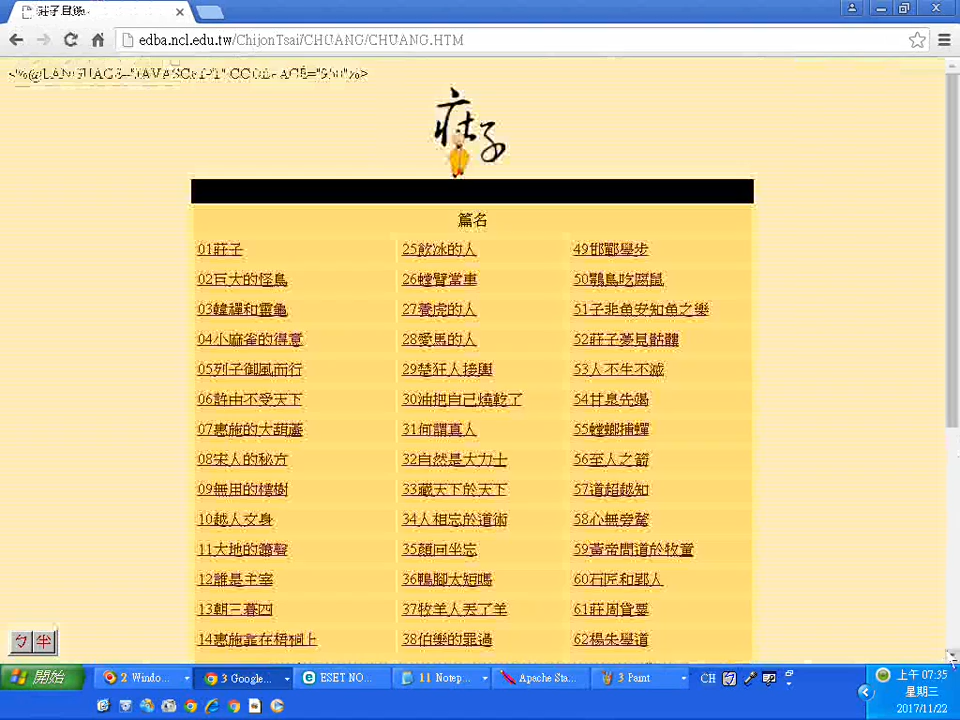 莊子目錄
edba.ncl.edu.tw/ChijonTsai/CHUANG/CHUANG.HTM
莊子
篇名
01莊子 25飲冰的人 49邯鄲學步
02巨大的怪鳥 26螳臂當車 50鶚鳥吃腐鼠
03蟪蟬和靈龜 27養虎的人 51子非魚安知魚之樂
04小麻雀的得意 28愛馬的人 52莊子夢見骷髏
05列子御風而行 29楚狂人接輿 53人不生不滅
06許由不受天下 30油把自己燒乾了 54甘泉先竭
07惠施的大葫蘆 31何謂真人 55螳螂捕蟬
08宋人的秘方 32自然是大力士 56至人之箭
09無用的樗樹 33藏天下於天下 57道超越知
10越人文身 34人相忘於道術 58心無旁騖
11大地的簫聲 35顏回坐忘 59黃帝問道於牧童
12誰是主宰 36鴨腳太短嗎 60石匠和郢人
13朝三暮四 37牧羊人丟了羊 61莊周貸粟
14惠施靠在梧桐上 38伯樂的罪過 62楊朱學道
ㄅ 半
開始 2 Windo... 3 Google... ESET NO... 11 Notep... Apache Sta... 3 Paint CH
上午 07:35
星期三
2017/11/22